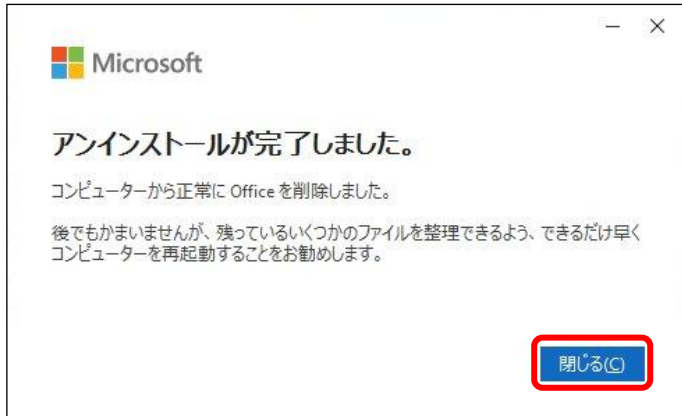 Microsoft
アンインストールが完了しました。
コンピューターから正常に Office を削除しました。
後でもかまいませんが、残っているいくつかのファイルを整理できるよう、できるだけ早く
コンピューターを再起動することをお勧めします。
閉じる(C)